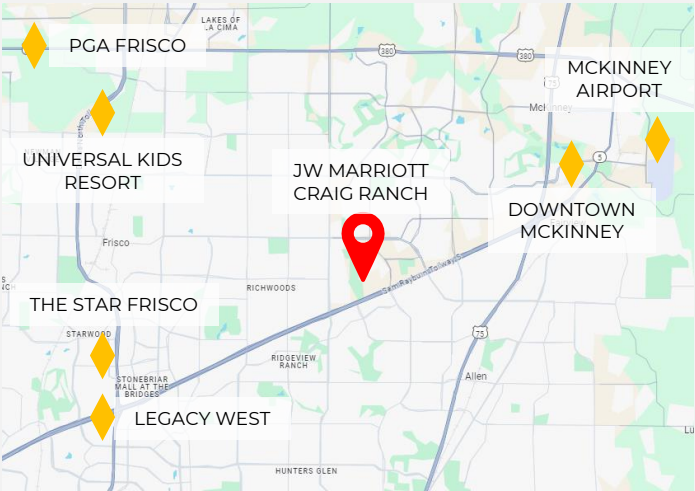 LAKES OF
LA CIMA
PGA FRISCO
380
380
MCKINNEY
AIRPORT
75
McKinney
UNIVERSAL KIDS
RESORT
JW MARRIOTT
CRAIG RANCH
5
DOWNTOWN
MCKINNEY
Frisco
Sam Rayburn Tollway S
RICHWOODS
THE STAR FRISCO
STARWOOD
75
RIDGEVIEW
RANCH
Allen
STONEBRIAR
MALL AT THE
BRIDGES
LEGACY WEST
Lu
HUNTERS GLEN